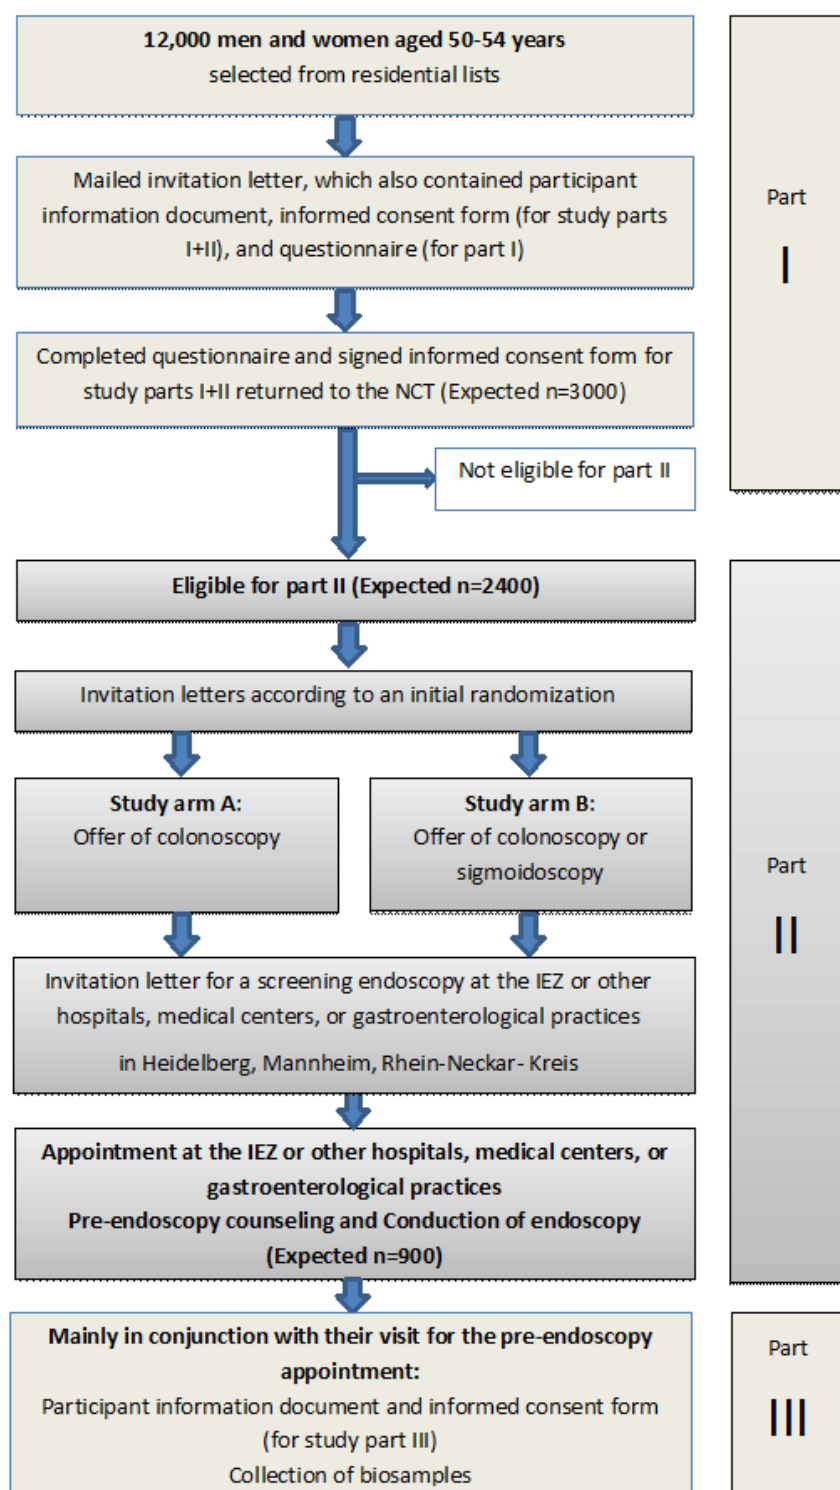 12,000 men and women aged 50-54 years
selected from residential lists
Mailed invitation letter, which also contained participant
information document, informed consent form (for study parts
I+II), and questionnaire (for part I)
Completed questionnaire and signed informed consent form for
study parts I+II returned to the NCT (Expected n=3000)
Not eligible for part II
Part
I
Eligible for part II (Expected n=2400)
Invitation letters according to an initial randomization
Study arm A:
Offer of colonoscopy
Study arm B:
Offer of colonoscopy or
sigmoidoscopy
Invitation letter for a screening endoscopy at the IEZ or other
hospitals, medical centers, or gastroenterological practices
in Heidelberg, Mannheim, Rhein-Neckar- Kreis
Appointment at the IEZ or other hospitals, medical centers, or
gastroenterological practices
Pre-endoscopy counseling and Conduction of endoscopy
(Expected n=900)
Part
II
Mainly in conjunction with their visit for the pre-endoscopy
appointment:
Participant information document and informed consent form
(for study part III)
Collection of biosamples
Part
III